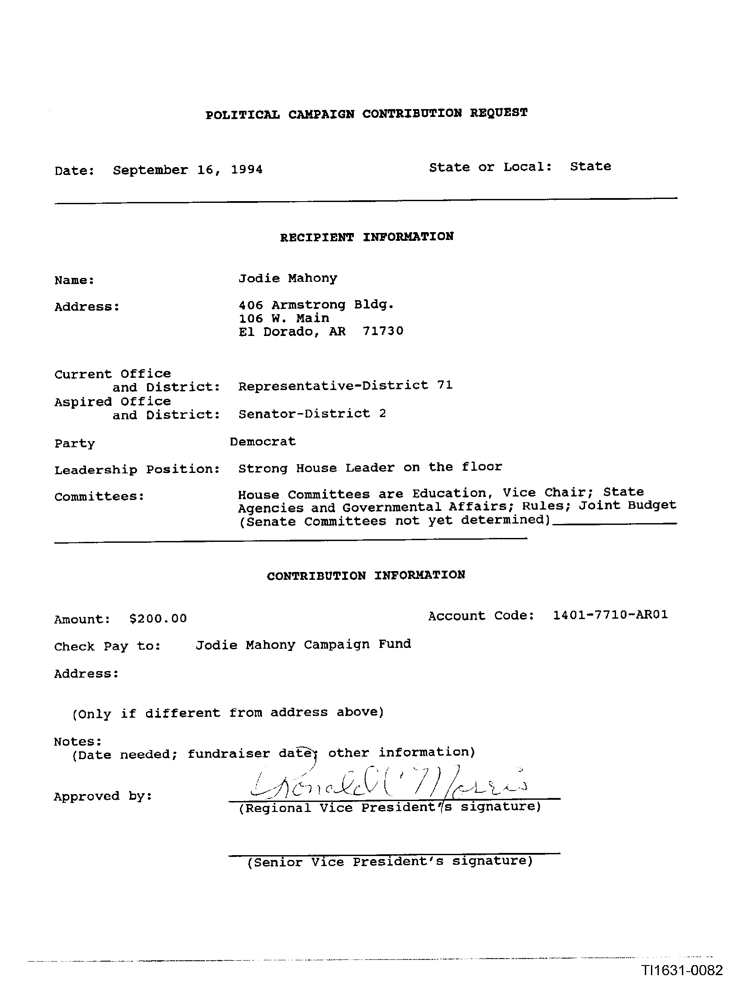 POLITICAL CAMPAIGN CONTRIBUTION REQUEST
Date: September 16, 1994 State or Local: State
RECIPIENT INFORMATION
Name: Jodie Mahony
Address: 406 Armstrong Bldg.
106 W. Main
El Dorado, AR 71730
Current Office
and District: Representative-District 71
Aspired Office
and District: Senator-District 2
Party Democrat
Leadership Position: Strong House Leader on the floor
Committees: House Committees are Education, Vice Chair; State
Agencies and Governmental Affairs; Rules; Joint Budget
(Senate Committees not yet determined)
CONTRIBUTION INFORMATION
Amount: $200.00 Account Code: 1401-7710-AR01
Check Pay to: Jodie Mahony Campaign Fund
Address:
(Only if different from address above)
Notes:
(Date needed; fundraiser date; other information)
Approved by: Morris
(Regional Vice President's signature)
(Senior Vice President's signature)
TI1631-0082